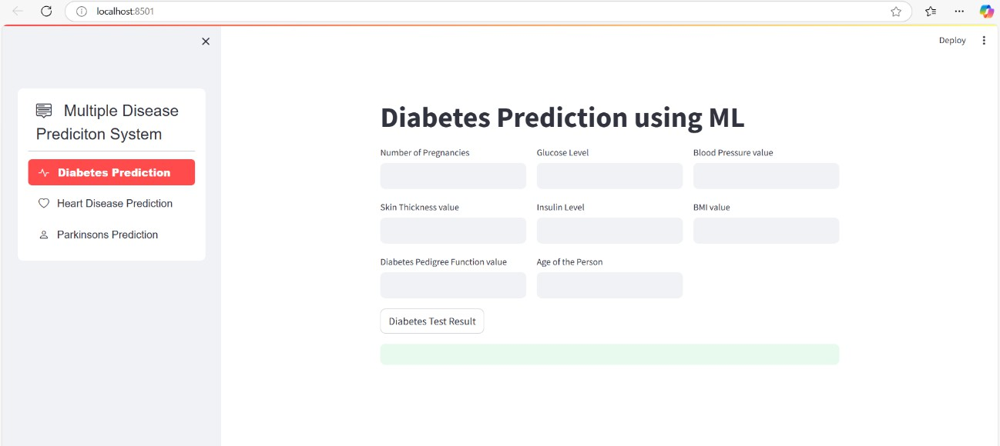 localhost:8501
Deploy
Multiple Disease
Prediciton System
Diabetes Prediction
Heart Disease Prediction
Parkinsons Prediction
Diabetes Prediction using ML
Number of Pregnancies
Glucose Level
Blood Pressure value
Skin Thickness value
Insulin Level
BMI value
Diabetes Pedigree Function value
Age of the Person
Diabetes Test Result